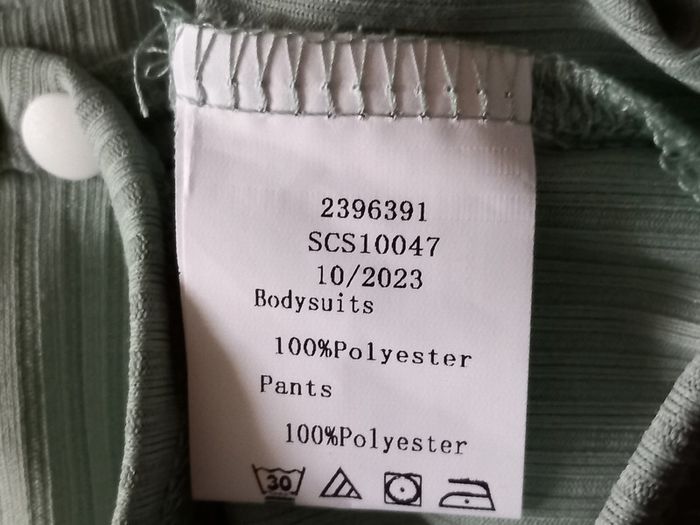 2396391
SCS10047
10/2023
Bodysuits
100%Polyester
Pants
100%Polyester
30